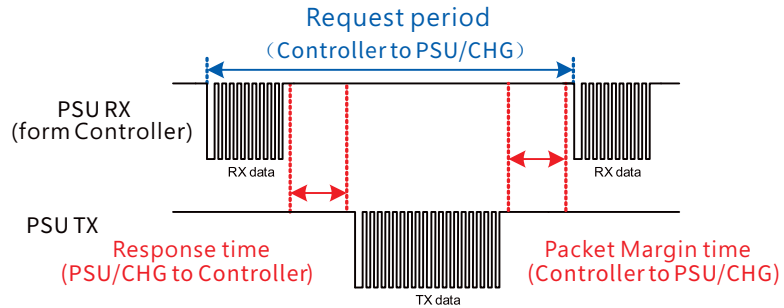 Request period
（Controller to PSU/CHG）
PSU RX
(form Controller)
RX data
RX data
PSU TX
Response time
(PSU/CHG to Controller)
Packet Margin time
(Controller to PSU/CHG)
TX data